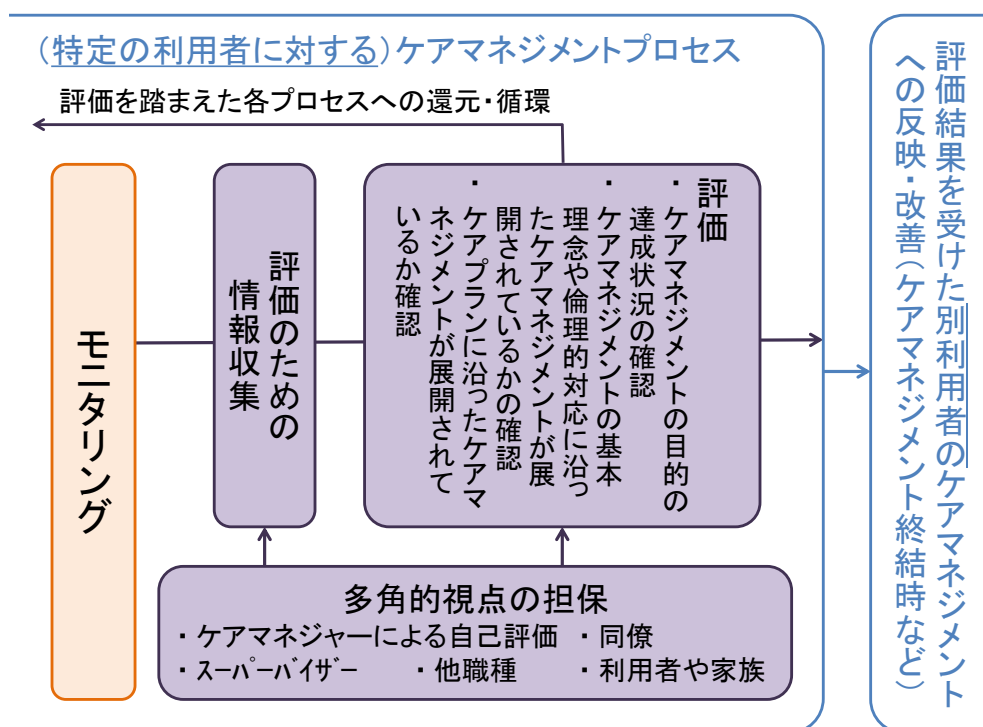 （特定の利用者に対する）ケアマネジメントプロセス
評価を踏まえた各プロセスへの還元・循環
モニタリング
評価のための
情報収集
評価
・ケアマネジメントの目的の
達成状況の確認
・ケアマネジメントの基本
理念や倫理的対応に沿っ
たケアマネジメントが展
開されているかの確認
・ケアプランに沿ったケアマ
ネジメントが展開されて
いるか確認
多角的視点の担保
・ケアマネジャーによる自己評価 ・同僚
・スーパーバイザー ・他職種 ・利用者や家族
評価結果を受けた別利用者のケアマネジメント
への反映・改善（ケアマネジメント終結時など）